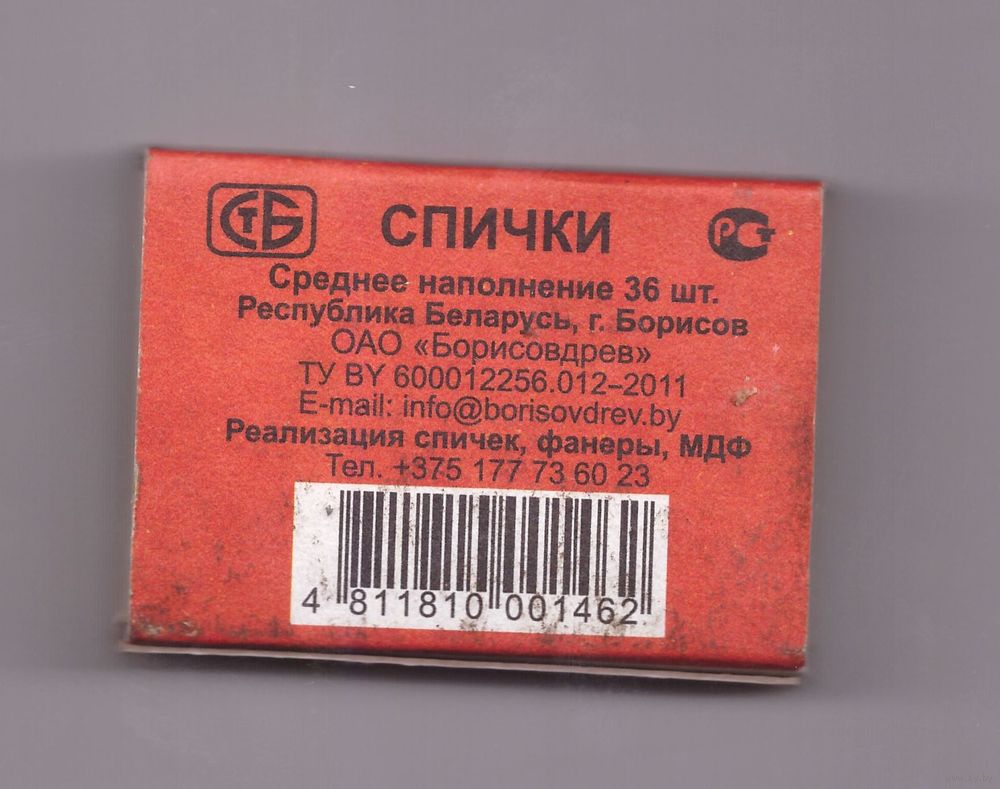 СТБ СПИЧКИ РСТ
Среднее наполнение 36 шт.
Республика Беларусь, г. Борисов
ОАО «Борисовдрев»
ТУ BY 600012256.012–2011
E-mail: info@borisovdrev.by
Реализация спичек, фанеры, МДФ
Тел. +375 177 73 60 23
4 811810 001462